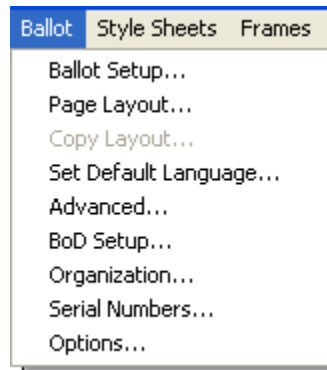 Ballot Style Sheets Frames
Ballot Setup...
Page Layout...
Copy Layout...
Set Default Language...
Advanced...
BoD Setup...
Organization...
Serial Numbers...
Options...